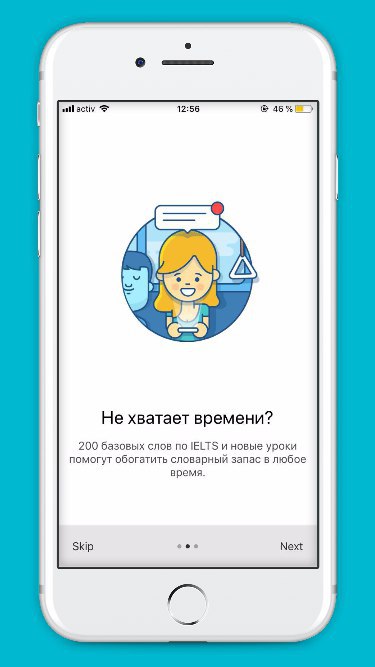 activ 12:56 46 %
Не хватает времени?
200 базовых слов по IELTS и новые уроки
помогут обогатить словарный запас в любое
время.
Skip Next